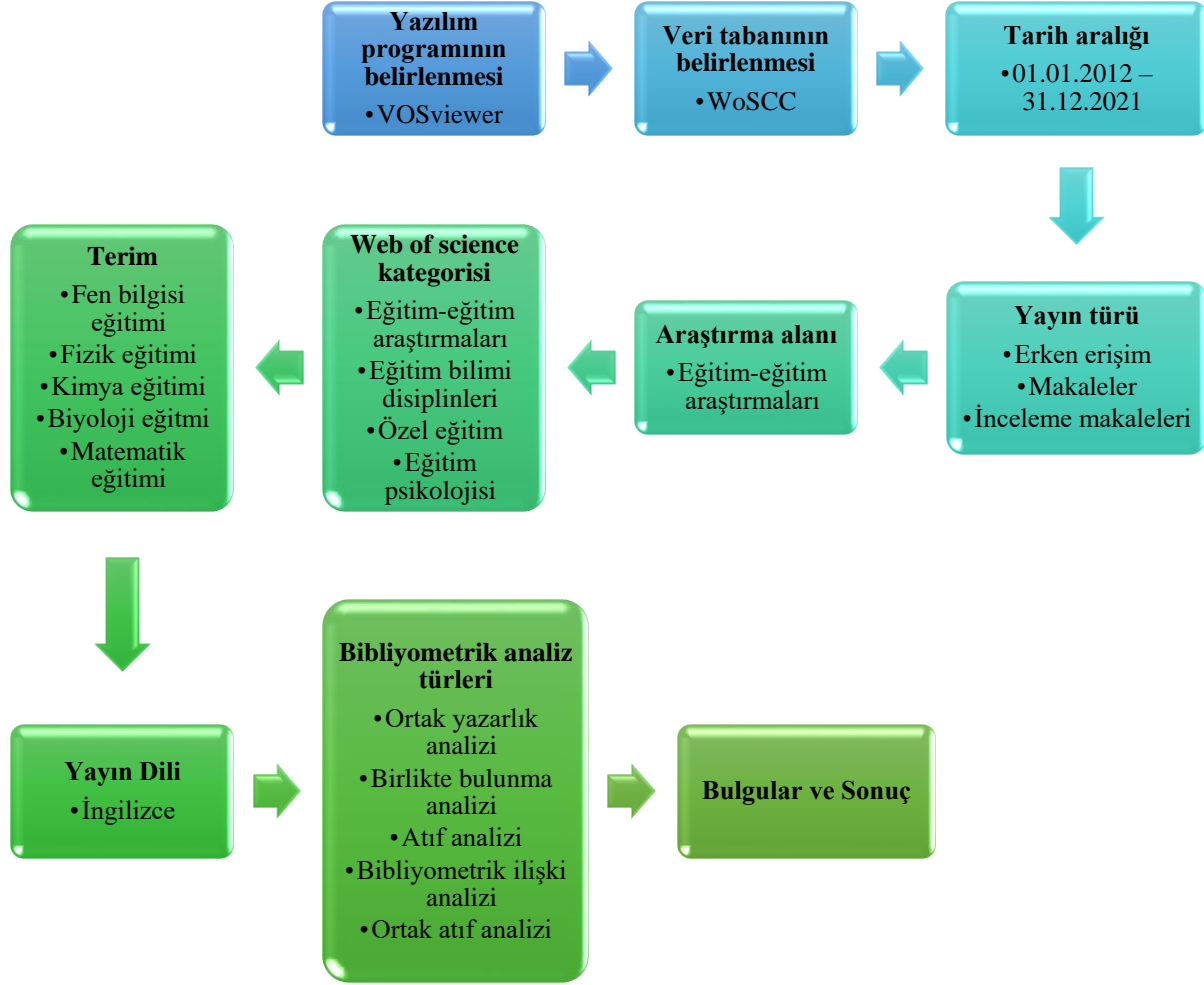 Yazılım
programının
belirlenmesi
•VOSviewer
Veri tabanının
belirlenmesi
•WoSCC
Tarih aralığı
•01.01.2012 –
31.12.2021
Yayın türü
•Erken erişim
•Makaleler
•İnceleme makaleleri
Araştırma alanı
•Eğitim-eğitim
araştırmaları
Web of science
kategorisi
•Eğitim-eğitim
araştırmaları
•Eğitim bilimi
disiplinleri
•Özel eğitim
•Eğitim
psikolojisi
Terim
•Fen bilgisi
eğitimi
•Fizik eğitimi
•Kimya eğitimi
•Biyoloji eğitmi
•Matematik
eğitimi
Yayın Dili
•İngilizce
Bibliyometrik analiz
türleri
•Ortak yazarlık
analizi
•Birlikte bulunma
analizi
•Atıf analizi
•Bibliyometrik ilişki
analizi
•Ortak atıf analizi
Bulgular ve Sonuç